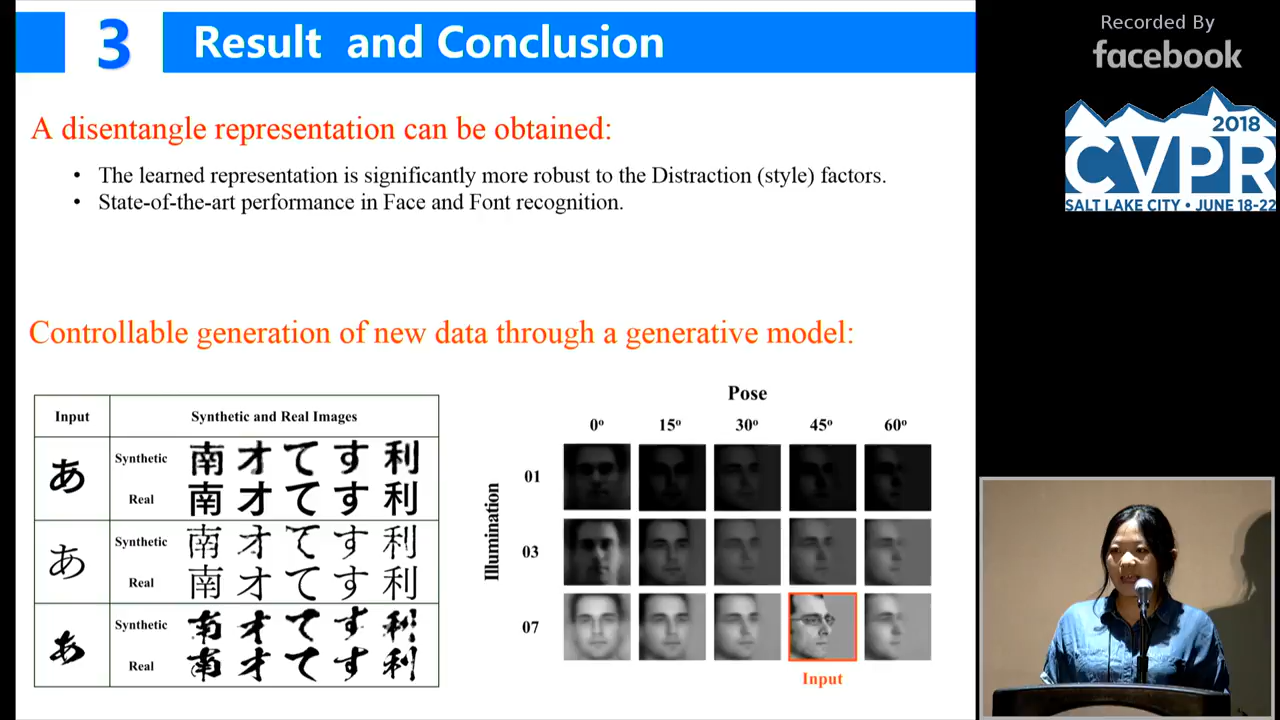 3 Result and Conclusion
Recorded By
facebook
2018
CVPR
SALT LAKE CITY • JUNE 18-22
A disentangle representation can be obtained:
• The learned representation is significantly more robust to the Distraction (style) factors.
• State-of-the-art performance in Face and Font recognition.
Controllable generation of new data through a generative model:
Input Synthetic and Real Images
あ
Synthetic 南 オ て す 利
Real 南 オ て す 利
あ
Synthetic 南 オ て す 利
Real 南 オ て す 利
あ
Synthetic 南 オ て す 利
Real 南 オ て す 利
Pose
0° 15° 30° 45° 60°
Illumination
01
03
07
Input